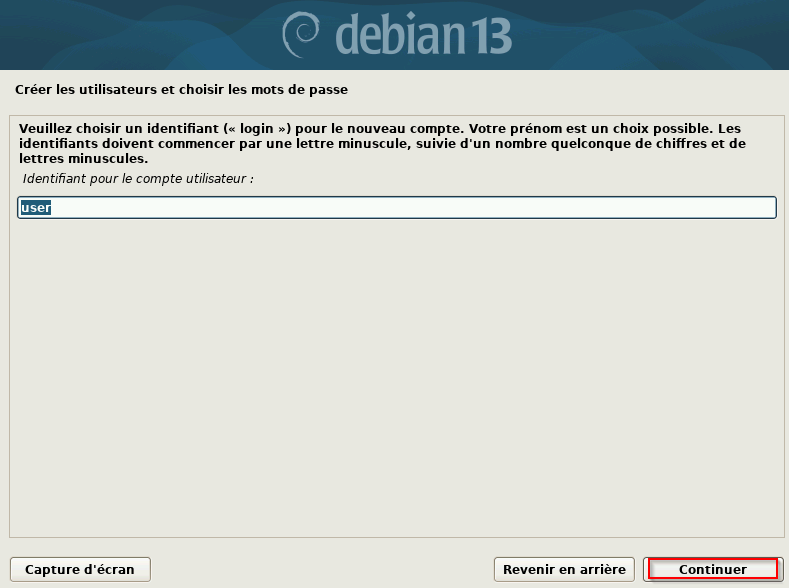 debian 13
Créer les utilisateurs et choisir les mots de passe
Veuillez choisir un identifiant (« login ») pour le nouveau compte. Votre prénom est un choix possible. Les
identifiants doivent commencer par une lettre minuscule, suivie d'un nombre quelconque de chiffres et de
lettres minuscules.
Identifiant pour le compte utilisateur :
user
Capture d'écran
Revenir en arrière
Continuer